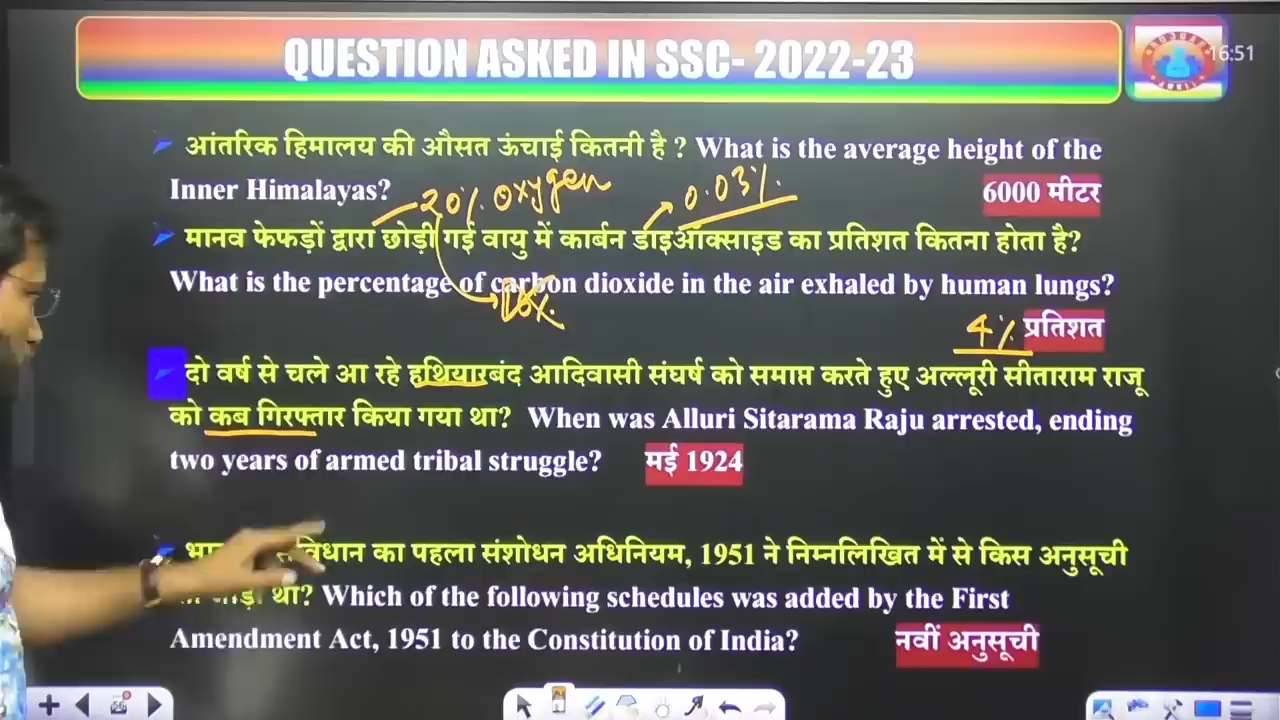 QUESTION ASKED IN SSC- 2022-23
16:51
आंतरिक हिमालय की औसत ऊंचाई कितनी है ? What is the average height of the
Inner Himalayas? 6000 मीटर
20% Oxygen 0.03%.
मानव फेफड़ों द्वारा छोड़ी गई वायु में कार्बन डाइऑक्साइड का प्रतिशत कितना होता है?
What is the percentage of carbon dioxide in the air exhaled by human lungs?
4% प्रतिशत
दो वर्ष से चले आ रहे हथियारबंद आदिवासी संघर्ष को समाप्त करते हुए अल्लूरी सीताराम राजू
को कब गिरफ्तार किया गया था? When was Alluri Sitarama Raju arrested, ending
two years of armed tribal struggle? मई 1924
विधान का पहला संशोधन अधिनियम, 1951 ने निम्नलिखित में से किस अनुसूची
था? Which of the following schedules was added by the First
Amendment Act, 1951 to the Constitution of India? नवीं अनुसूची